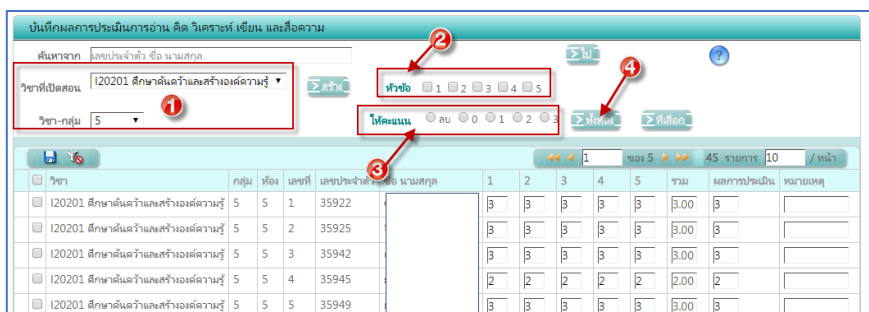 บันทึกผลการประเมินการอ่าน คิด วิเคราะห์ เขียน และสื่อความ
ค้นหาจาก เลขประจำตัว ชื่อ นามสกุล ไป ?
วิชาที่เปิดสอน I20201 ศึกษาค้นคว้าและสร้างองค์ความรู้ สร้าง หัวข้อ 1 2 3 4 5
วิชา-กลุ่ม 5 ให้คะแนน ลบ 0 1 2 3 ทั้งห้อง ที่เลือก
1 2 3 4
1 ของ 5 45 รายการ 10 / หน้า
วิชา กลุ่ม ห้อง เลขที่ เลขประจำตัว ชื่อ นามสกุล 1 2 3 4 5 รวม ผลการประเมิน หมายเหตุ
I20201 ศึกษาค้นคว้าและสร้างองค์ความรู้ 5 5 1 35922 3 3 3 3 3 3.00 3
I20201 ศึกษาค้นคว้าและสร้างองค์ความรู้ 5 5 2 35925 3 3 3 3 3 3.00 3
I20201 ศึกษาค้นคว้าและสร้างองค์ความรู้ 5 5 3 35942 3 3 3 3 3 3.00 3
I20201 ศึกษาค้นคว้าและสร้างองค์ความรู้ 5 5 4 35945 2 2 2 2 2 2.00 2
I20201 ศึกษาค้นคว้าและสร้างองค์ความรู้ 5 5 5 35949 3 3 3 3 3 3.00 3